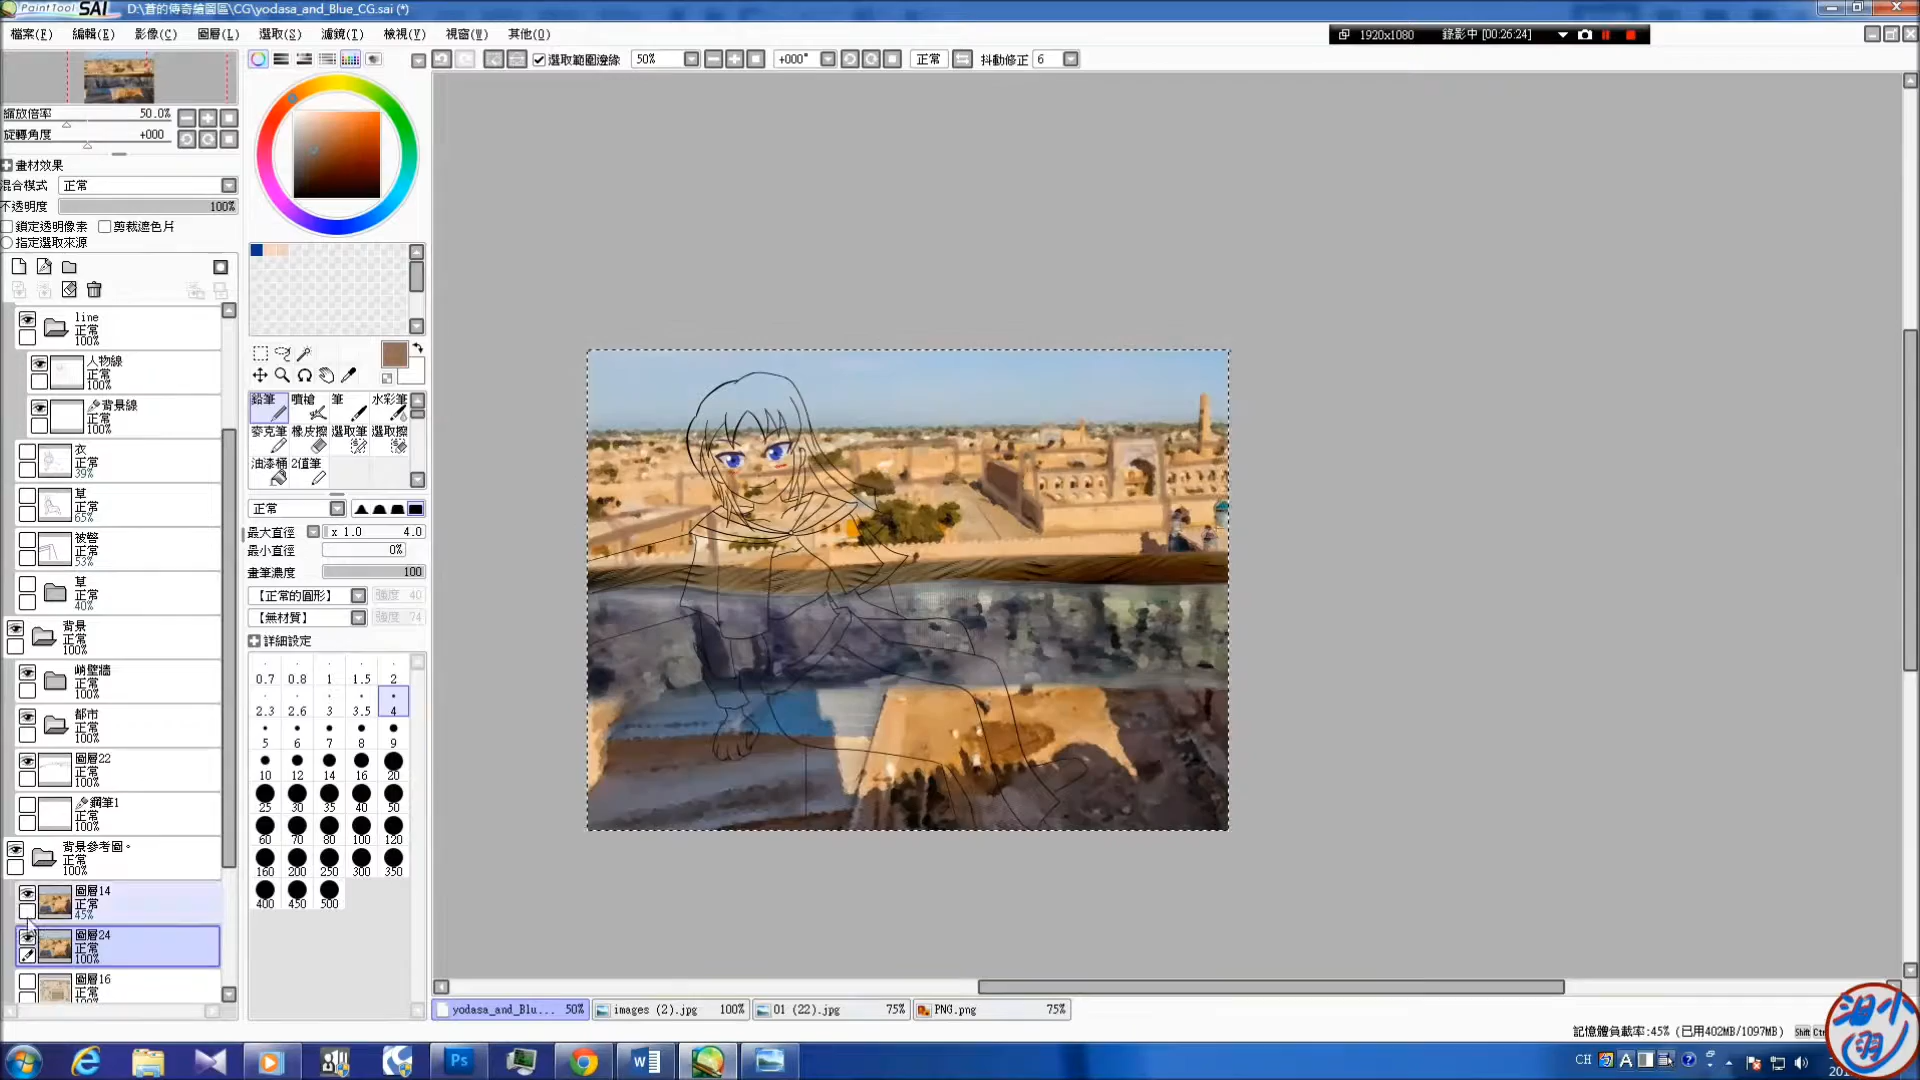 PaintTool SAI D:\蒼的傳奇繪圖區\CG\yodasa_and_Blue_CG.sai (*)
檔案(F) 編輯(E) 影像(C) 圖層(L) 選取(S) 濾鏡(T) 檢視(V) 視窗(W) 其他(O)
1920x1080 錄影中 [00:26:24]
選取範圍邊緣 50% +000° 正常 抖動修正 6
縮放倍率 50.0%
旋轉角度 +000
畫材效果
混合模式 正常
不透明度 100%
鎖定透明像素 剪裁遮色片
指定選取來源
line
正常
100%
人物線
正常
100%
背景線
正常
100%
衣
正常
39%
草
正常
65%
被警
正常
53%
草
正常
40%
背景
正常
100%
峭壁牆
正常
100%
都市
正常
100%
圖層22
正常
100%
鋼筆1
正常
100%
背景參考圖。
正常
100%
圖層14
正常
45%
圖層24
正常
100%
圖層16
正常
100%
鉛筆 噴槍 筆 水彩筆
麥克筆 橡皮擦 選取筆 選取擦
油漆桶 2值筆
正常
最大直徑 x 1.0 4.0
最小直徑 0%
畫筆濃度 100
【正常的圓形】 強度 40
【無材質】 強度 74
詳細設定
0.7 0.8 1 1.5 2
2.3 2.6 3 3.5 4
5 6 7 8 9
10 12 14 16 20
25 30 35 40 50
60 70 80 100 120
160 200 250 300 350
400 450 500
yodasa_and_Blu... 50% images (2).jpg 100% 01 (22).jpg 75% PNG.png 75%
記憶體負載率:45% (已用402MB/1097MB) Shift Ctr
Ps W CH A